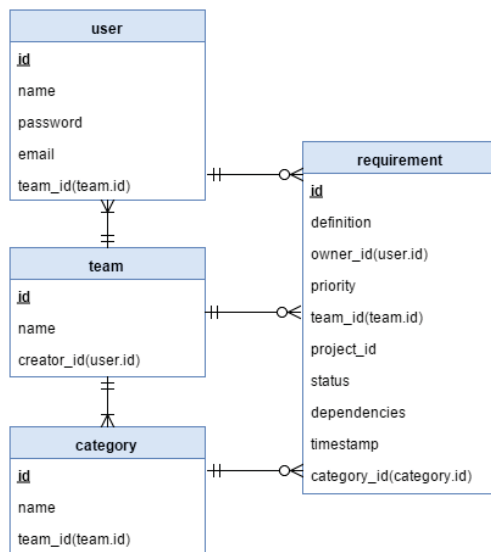 user
id
name
password
email
team_id(team.id)
team
id
name
creator_id(user.id)
category
id
name
team_id(team.id)
requirement
id
definition
owner_id(user.id)
priority
team_id(team.id)
project_id
status
dependencies
timestamp
category_id(category.id)